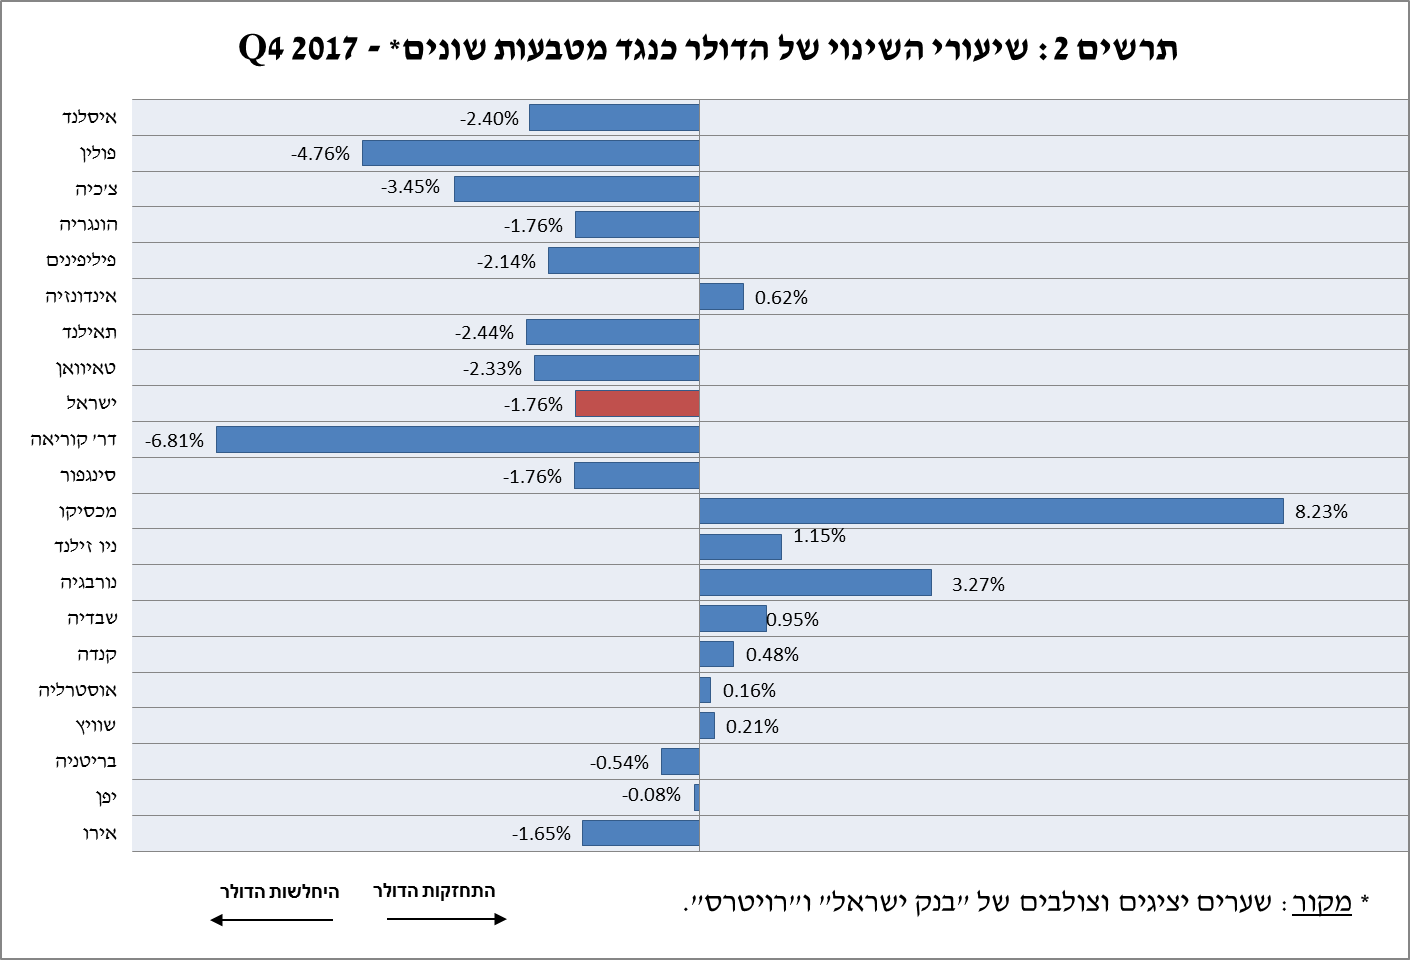 תרשים 2 : שיעורי השינוי של הדולר כנגד מטבעות שונים* - Q4 2017
איסלנד -2.40%
פולין -4.76%
צ'כיה -3.45%
הונגריה -1.76%
פיליפינים -2.14%
אינדונזיה 0.62%
תאילנד -2.44%
טאיוואן -2.33%
ישראל -1.76%
דר' קוריאה -6.81%
סינגפור -1.76%
מכסיקו 8.23%
ניו זילנד 1.15%
נורבגיה 3.27%
שבדיה 0.95%
קנדה 0.48%
אוסטרליה 0.16%
שוויץ 0.21%
בריטניה -0.54%
יפן -0.08%
אירו -1.65%
התחזקות הדולר
היחלשות הדולר
* מקור : שערים יציגים וצולבים של "בנק ישראל" ו"רויטרס".